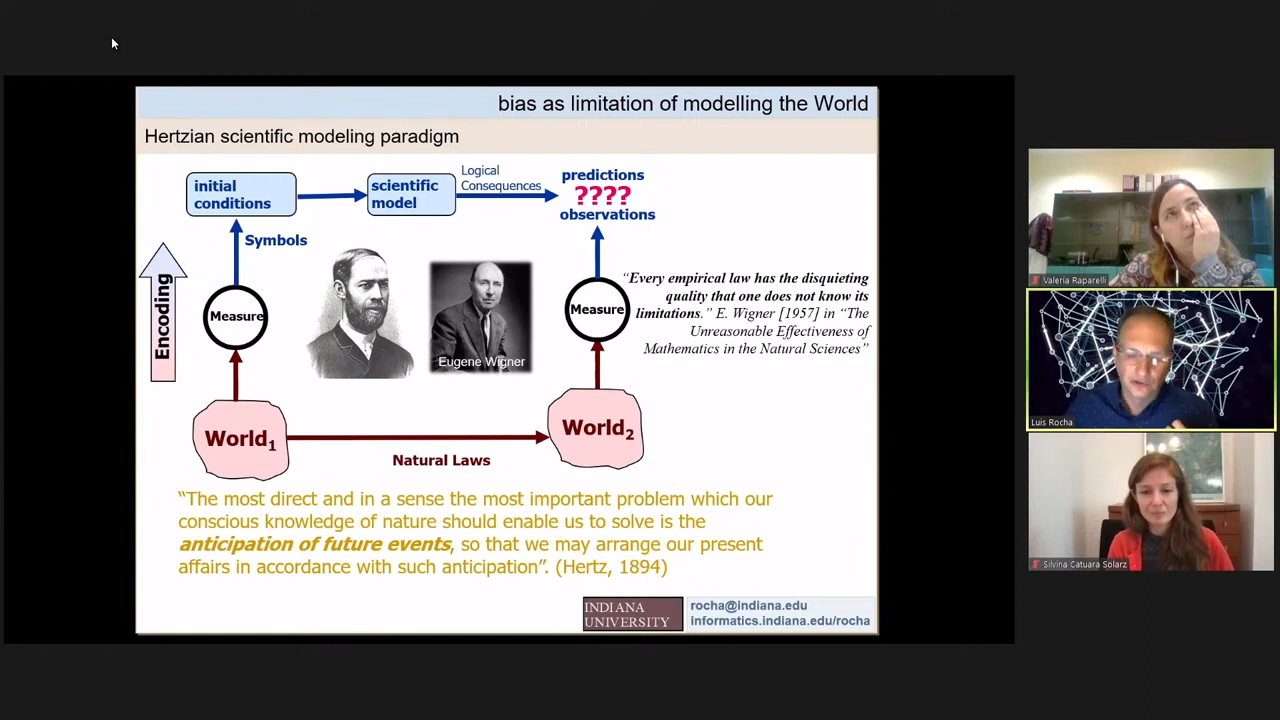 bias as limitation of modelling the World
Hertzian scientific modeling paradigm
initial
conditions
scientific
model
Logical
Consequences
predictions
????
observations
Symbols
Encoding
Measure
Measure
Eugene Wigner
“Every empirical law has the disquieting
quality that one does not know its
limitations.” E. Wigner [1957] in “The
Unreasonable Effectiveness of
Mathematics in the Natural Sciences”
World1
World2
Natural Laws
“The most direct and in a sense the most important problem which our
conscious knowledge of nature should enable us to solve is the
anticipation of future events, so that we may arrange our present
affairs in accordance with such anticipation”. (Hertz, 1894)
INDIANA
UNIVERSITY
rocha@indiana.edu
informatics.indiana.edu/rocha
Valeria Raparelli
Luis Rocha
Silvina Catuara Solarz